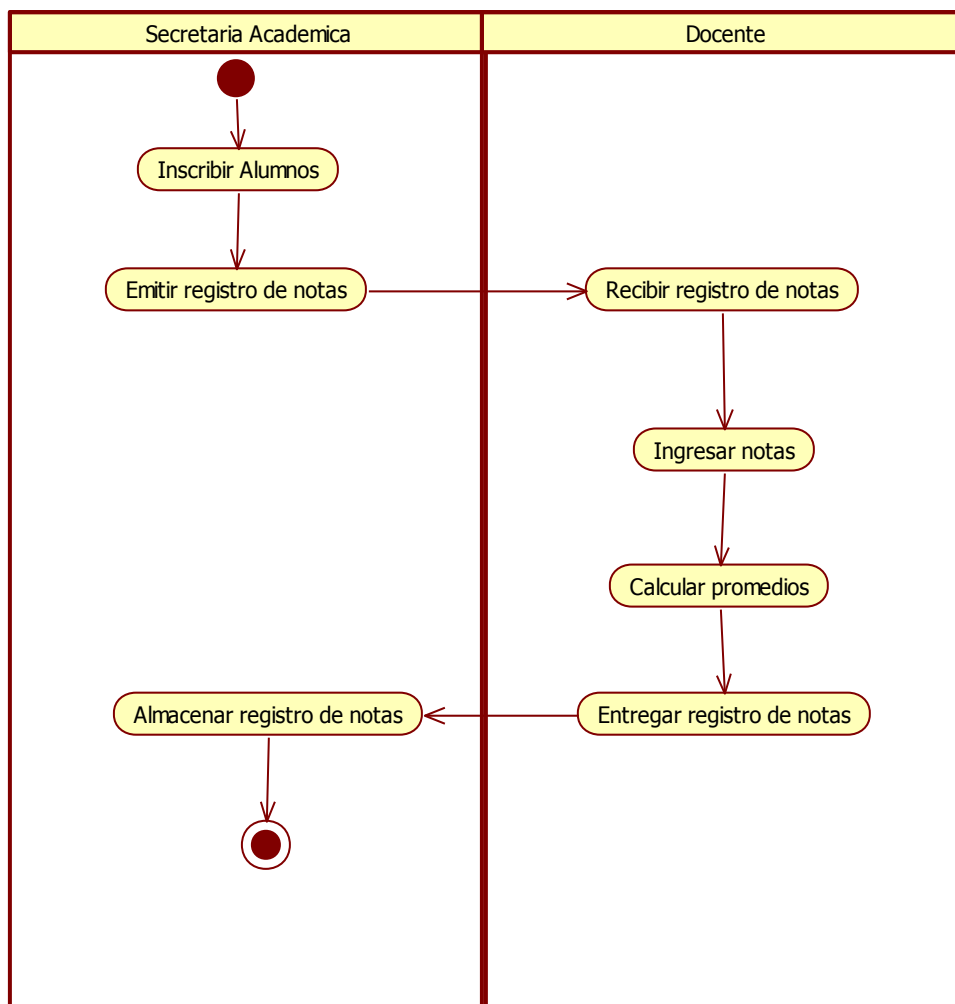 Secretaria Academica
Docente
Inscribir Alumnos
Emitir registro de notas
Recibir registro de notas
Ingresar notas
Calcular promedios
Almacenar registro de notas
Entregar registro de notas